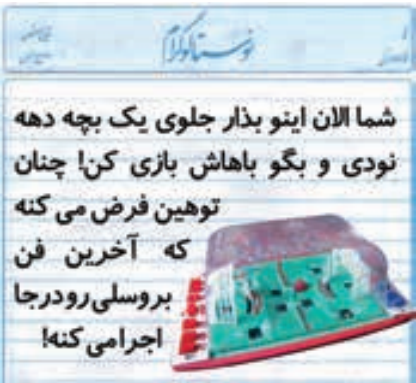 نوستالوگرام
شما الان اینو بذار جلوی یک بچه دهه
نودی و بگو باهاش بازی کن! چنان
توهین فرض می کنه
که آخرین فن
بروسلی‌رودرجا
اجرامی‌کنه!